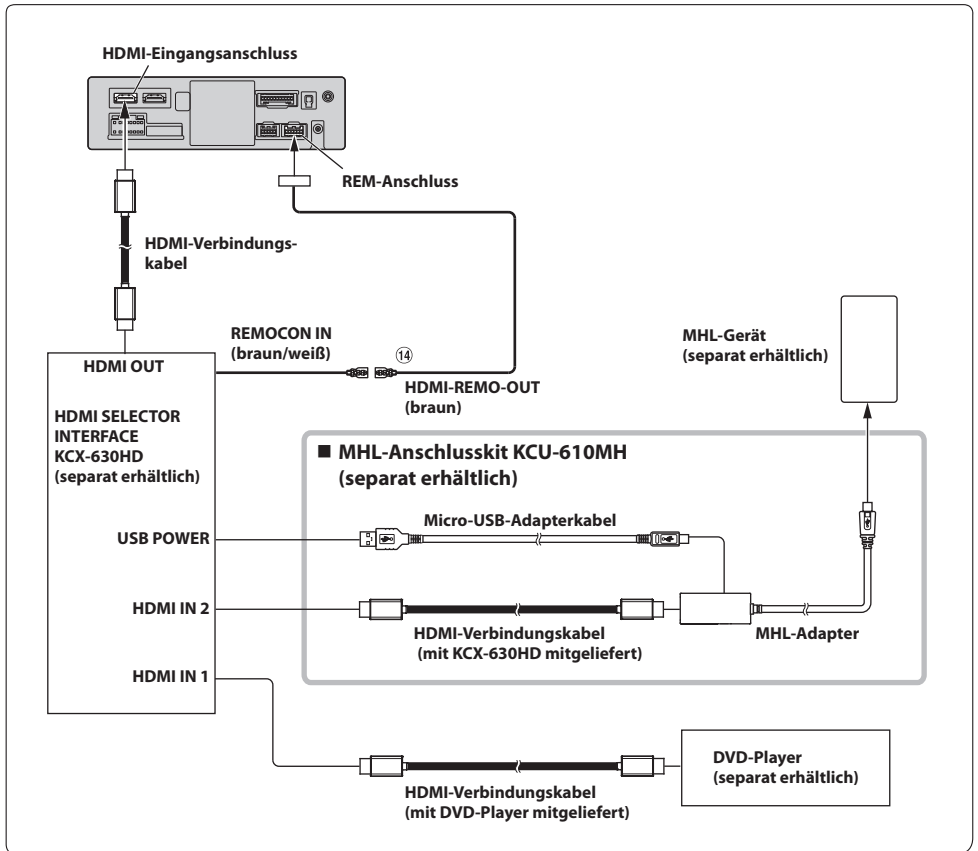 HDMI-Eingangsanschluss
REM-Anschluss
HDMI-Verbindungs-
kabel
REMOCON IN
(braun/weiß)
⑭
HDMI-REMO-OUT
(braun)
MHL-Gerät
(separat erhältlich)
HDMI OUT
HDMI SELECTOR
INTERFACE
KCX-630HD
(separat erhältlich)
■ MHL-Anschlusskit KCU-610MH
(separat erhältlich)
USB POWER
Micro-USB-Adapterkabel
HDMI IN 2
HDMI-Verbindungskabel
(mit KCX-630HD mitgeliefert)
MHL-Adapter
HDMI IN 1
DVD-Player
(separat erhältlich)
HDMI-Verbindungskabel
(mit DVD-Player mitgeliefert)